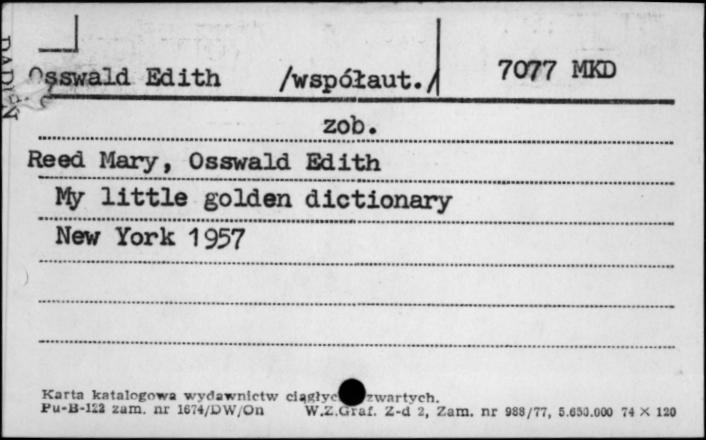 Osswald Edith /współaut./ 7077 MKD
zob.
Reed Mary, Osswald Edith
My little golden dictionary
New York 1957
Karta katalogowa wydawnictw zwartych.
Pu-B-122 zam. nr 1674/DW/On W.Z.Graf. Z-d 2, Zam. nr 988/77, 5.650.000 74 × 120